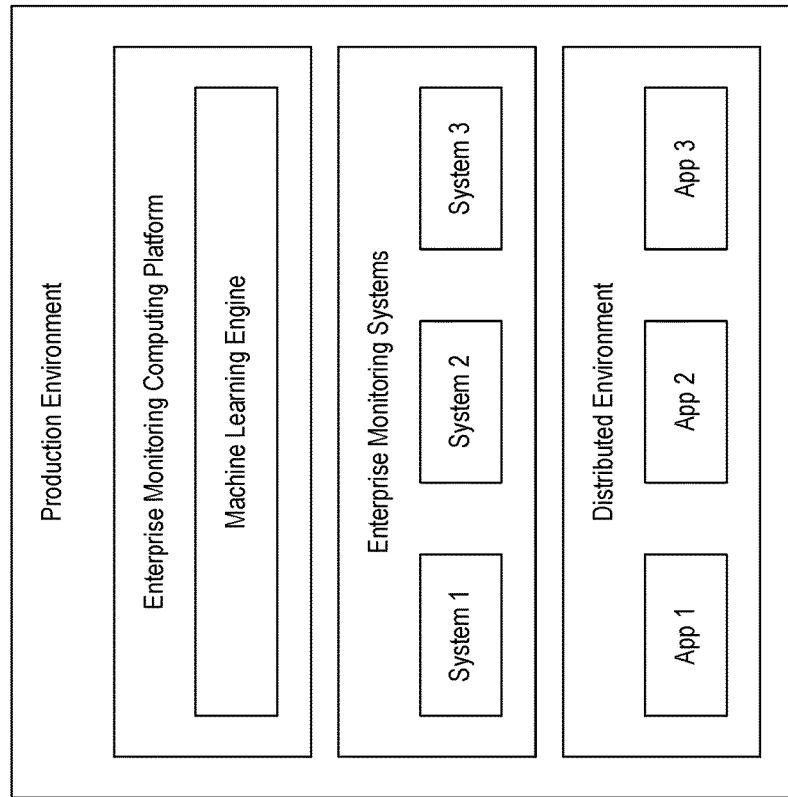 Production Environment
Enterprise Monitoring Computing Platform
Machine Learning Engine
Enterprise Monitoring Systems
System 1
System 2
System 3
Distributed Environment
App 1
App 2
App 3